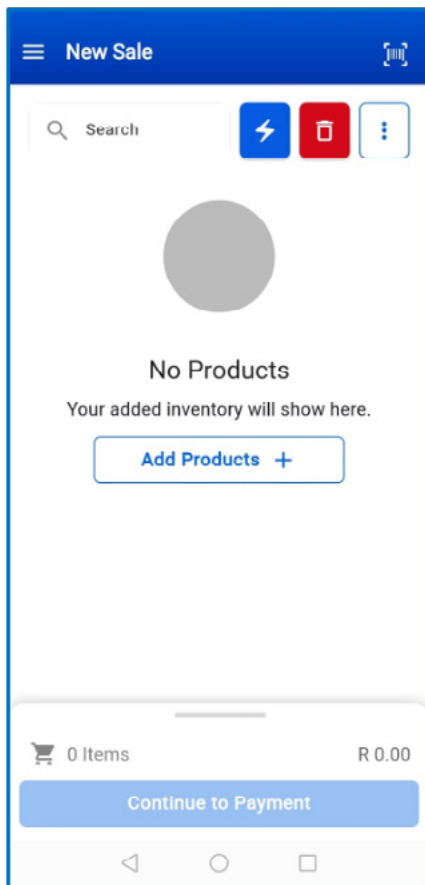 New Sale
Search
No Products
Your added inventory will show here.
Add Products +
0 Items R 0.00
Continue to Payment